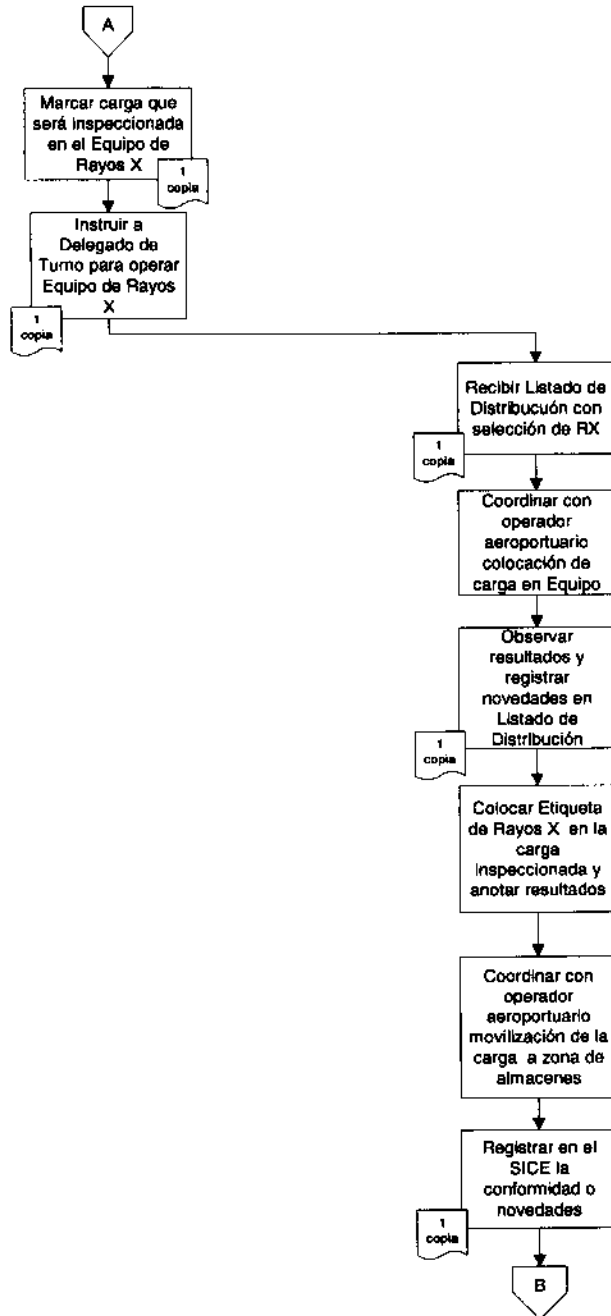 A
Marcar carga que
será inspeccionada
en el Equipo de
Rayos X
1
copia
Instruir a
Delegado de
Turno para operar
Equipo de Rayos
X
1
copia
Recibir Listado de
Distribucuón con
selección de RX
1
copia
Coordinar con
operador
aeroportuario
colocación de
carga en Equipo
Observar
resultados y
registrar
novedades en
Listado de
Distribución
1
copia
Colocar Etiqueta
de Rayos X en la
carga
inspeccionada y
anotar resultados
Coordinar con
operador
aeroportuario
movilización de la
carga a zona de
almacenes
Registrar en el
SICE la
conformidad o
novedades
1
copia
B